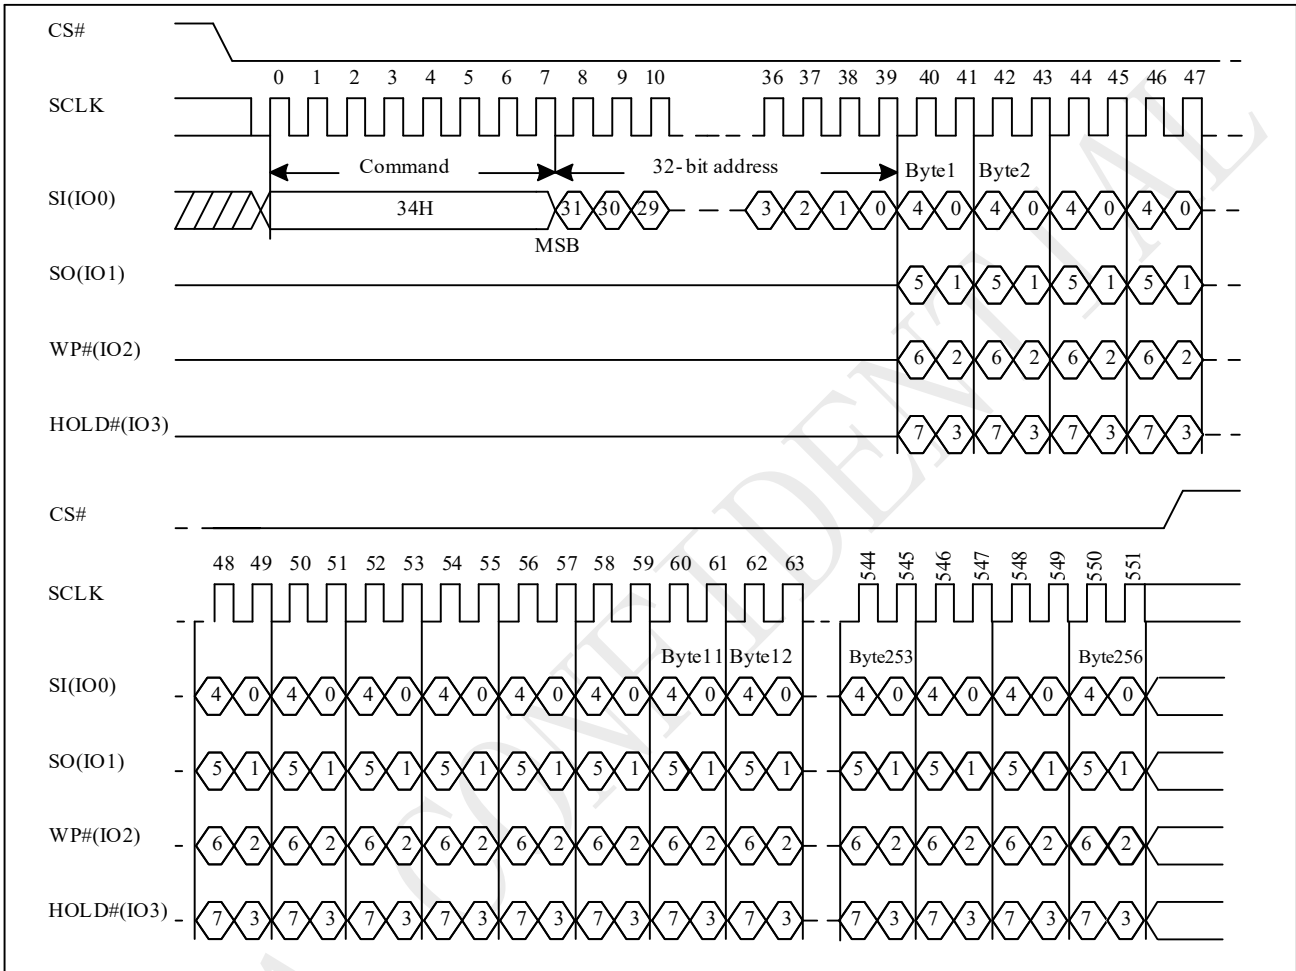 CS#
0 1 2 3 4 5 6 7 8 9 10 36 37 38 39 40 41 42 43 44 45 46 47
SCLK
Command 32-bit address Byte1 Byte2
SI(IO0) 34H 31 30 29 3 2 1 0 4 0 4 0 4 0 4 0
MSB
SO(IO1) 5 1 5 1 5 1 5 1
WP#(IO2) 6 2 6 2 6 2 6 2
HOLD#(IO3) 7 3 7 3 7 3 7 3
CS#
48 49 50 51 52 53 54 55 56 57 58 59 60 61 62 63 544 545 546 547 548 549 550 551
SCLK
Byte11 Byte12 Byte253 Byte256
SI(IO0) 4 0 4 0 4 0 4 0 4 0 4 0 4 0 4 0 4 0 4 0 4 0 4 0
SO(IO1) 5 1 5 1 5 1 5 1 5 1 5 1 5 1 5 1 5 1 5 1 5 1 5 1
WP#(IO2) 6 2 6 2 6 2 6 2 6 2 6 2 6 2 6 2 6 2 6 2 6 2 6 2
HOLD#(IO3) 7 3 7 3 7 3 7 3 7 3 7 3 7 3 7 3 7 3 7 3 7 3 7 3
CONFIDENTIAL